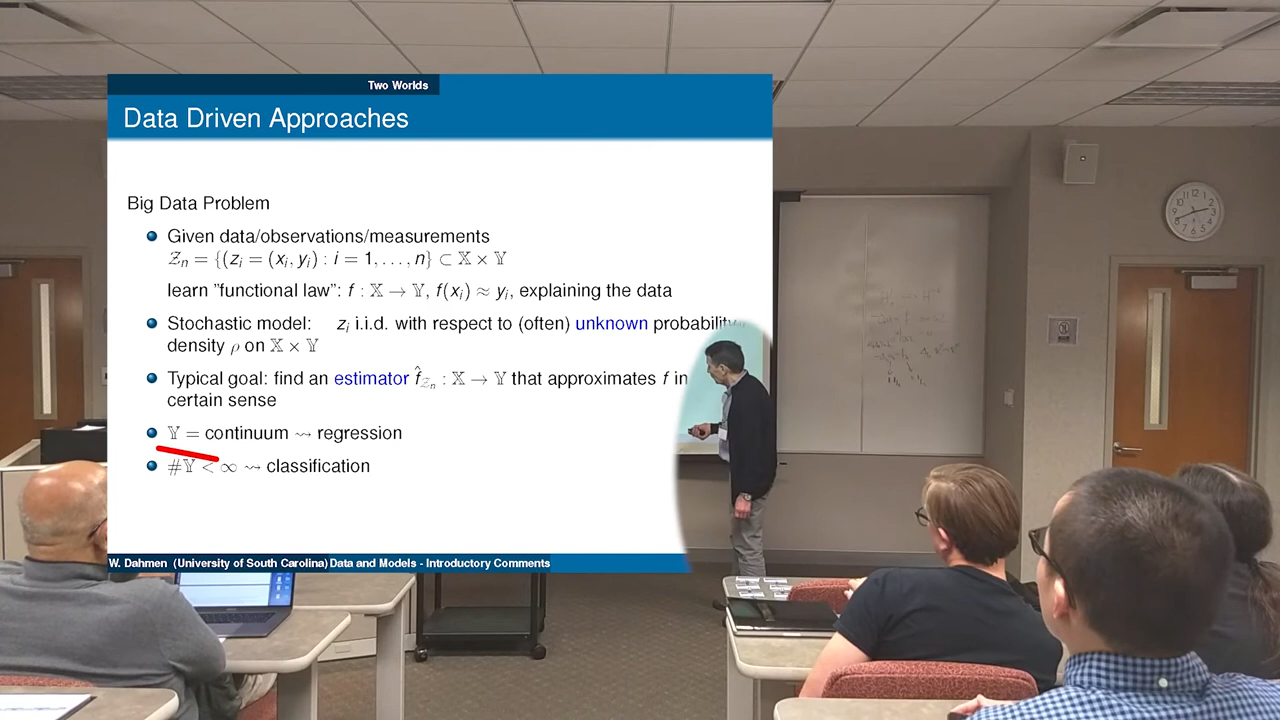 Two Worlds
Data Driven Approaches
Big Data Problem
Given data/observations/measurements
𝒵ₙ = {(zᵢ = (xᵢ, yᵢ) : i = 1, . . . , n} ⊂ 𝕏 × 𝕐
learn "functional law": f : 𝕏 → 𝕐, f(xᵢ) ≈ yᵢ, explaining the data
Stochastic model: zᵢ i.i.d. with respect to (often) unknown probability
density ρ on 𝕏 × 𝕐
Typical goal: find an estimator f̂_𝒵ₙ : 𝕏 → 𝕐 that approximates f in
certain sense
𝕐 = continuum ⇝ regression
#𝕐 < ∞ ⇝ classification
W. Dahmen (University of South Carolina) Data and Models - Introductory Comments